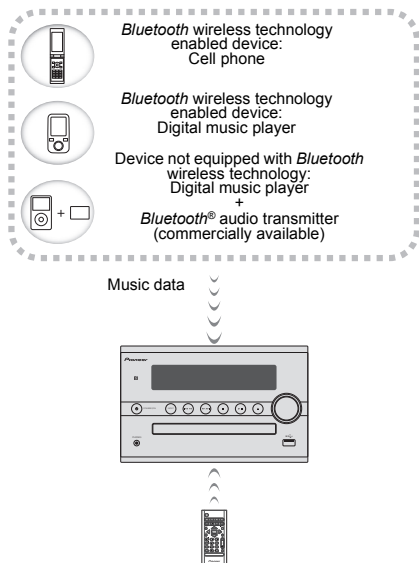 Bluetooth wireless technology
enabled device:
Cell phone
Bluetooth wireless technology
enabled device:
Digital music player
Device not equipped with Bluetooth
wireless technology:
Digital music player
+
Bluetooth® audio transmitter
(commercially available)
+
Music data
Pioneer
Pioneer